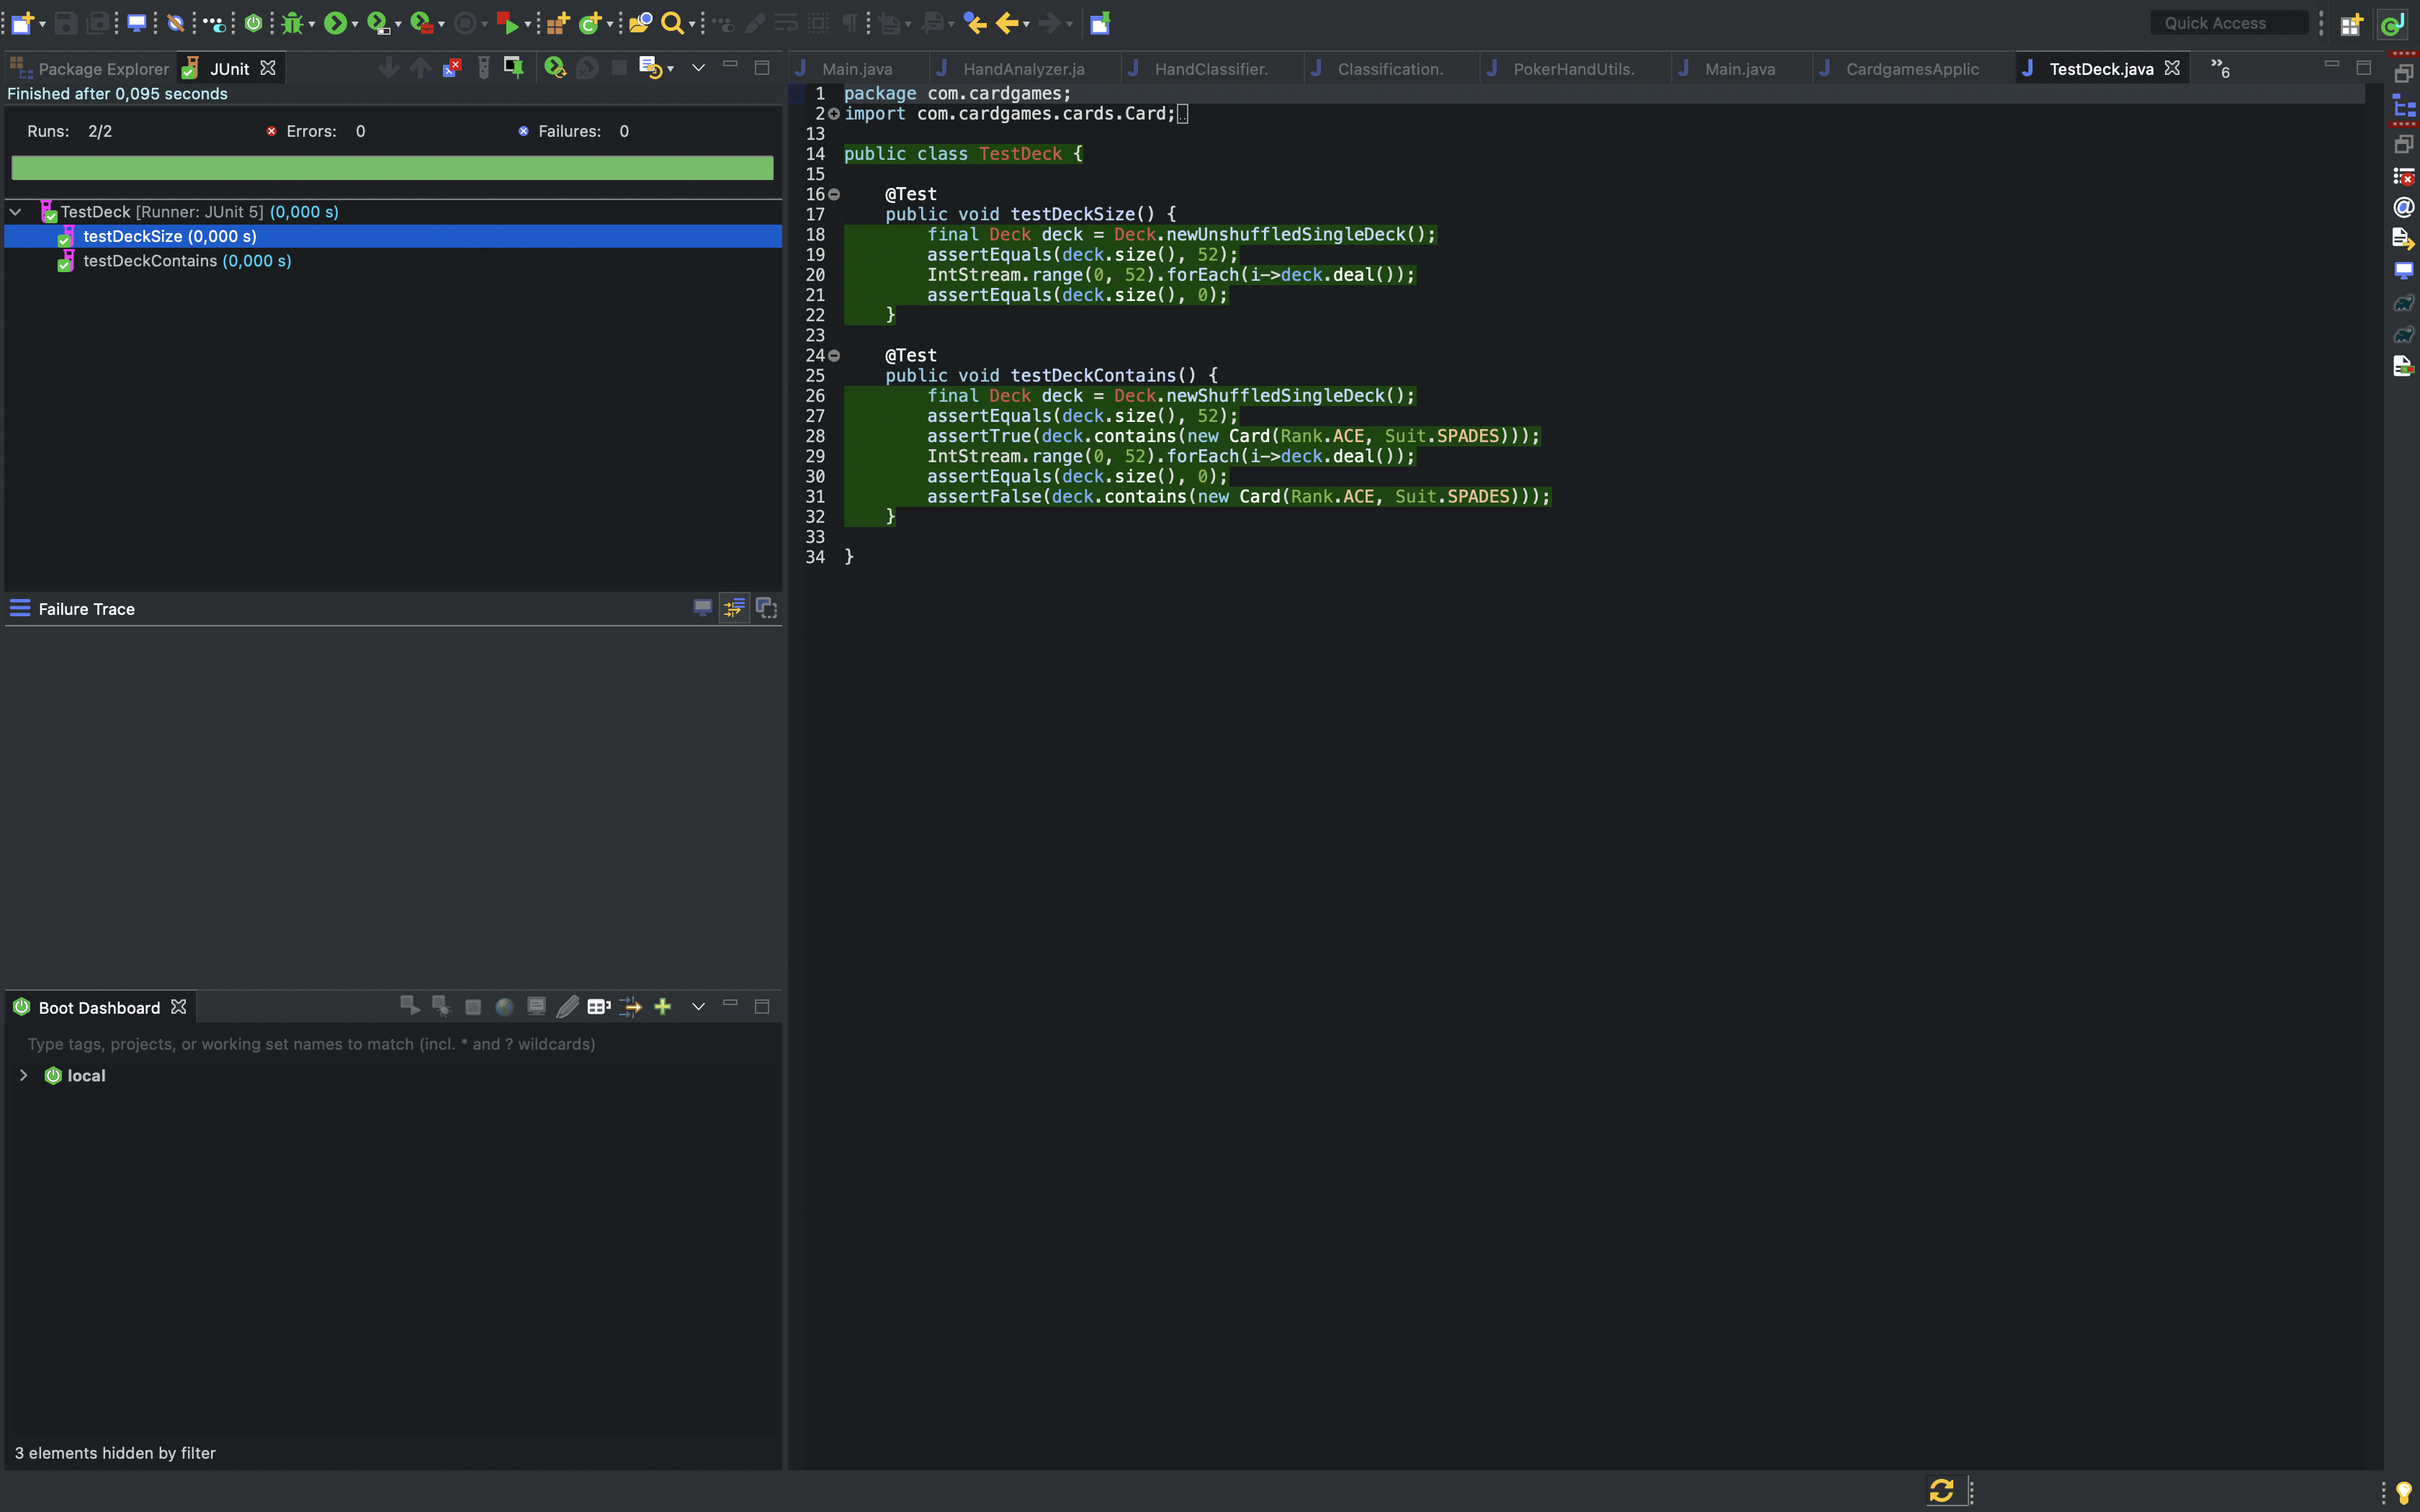 Quick Access
Package Explorer
JUnit
Main.java
HandAnalyzer.ja
HandClassifier.
Classification.
PokerHandUtils.
Main.java
CardgamesApplic
TestDeck.java
»6
Finished after 0,095 seconds
Runs: 2/2
Errors: 0
Failures: 0
TestDeck [Runner: JUnit 5] (0,000 s)
testDeckSize (0,000 s)
testDeckContains (0,000 s)
Failure Trace
Boot Dashboard
Type tags, projects, or working set names to match (incl. * and ? wildcards)
local
3 elements hidden by filter
1 package com.cardgames;
2 import com.cardgames.cards.Card;
13
14 public class TestDeck {
15
16 @Test
17 public void testDeckSize() {
18 final Deck deck = Deck.newUnshuffledSingleDeck();
19 assertEquals(deck.size(), 52);
20 IntStream.range(0, 52).forEach(i->deck.deal());
21 assertEquals(deck.size(), 0);
22 }
23
24 @Test
25 public void testDeckContains() {
26 final Deck deck = Deck.newShuffledSingleDeck();
27 assertEquals(deck.size(), 52);
28 assertTrue(deck.contains(new Card(Rank.ACE, Suit.SPADES)));
29 IntStream.range(0, 52).forEach(i->deck.deal());
30 assertEquals(deck.size(), 0);
31 assertFalse(deck.contains(new Card(Rank.ACE, Suit.SPADES)));
32 }
33
34 }